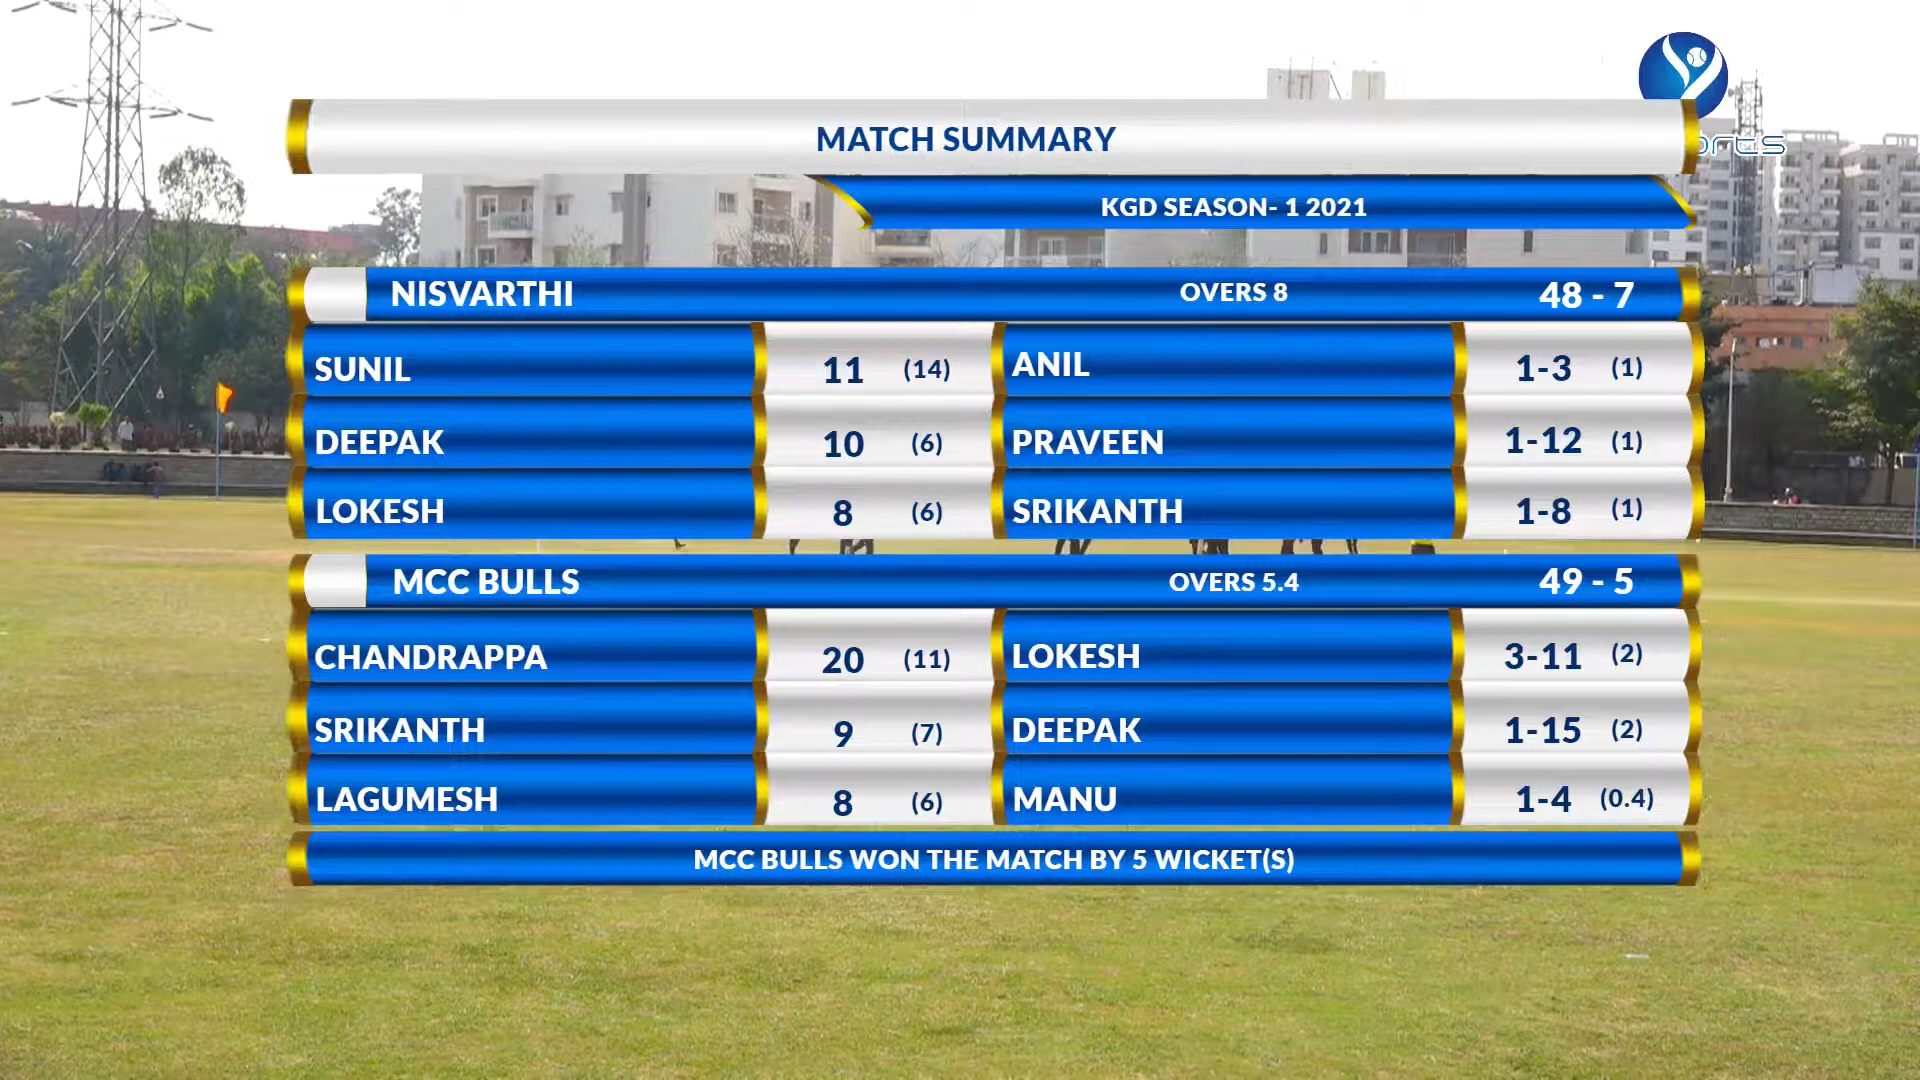 MATCH SUMMARY
KGD SEASON- 1 2021
NISVARTHI OVERS 8 48 - 7
SUNIL 11 (14) ANIL 1-3 (1)
DEEPAK 10 (6) PRAVEEN 1-12 (1)
LOKESH 8 (6) SRIKANTH 1-8 (1)
MCC BULLS OVERS 5.4 49 - 5
CHANDRAPPA 20 (11) LOKESH 3-11 (2)
SRIKANTH 9 (7) DEEPAK 1-15 (2)
LAGUMESH 8 (6) MANU 1-4 (0.4)
MCC BULLS WON THE MATCH BY 5 WICKET(S)